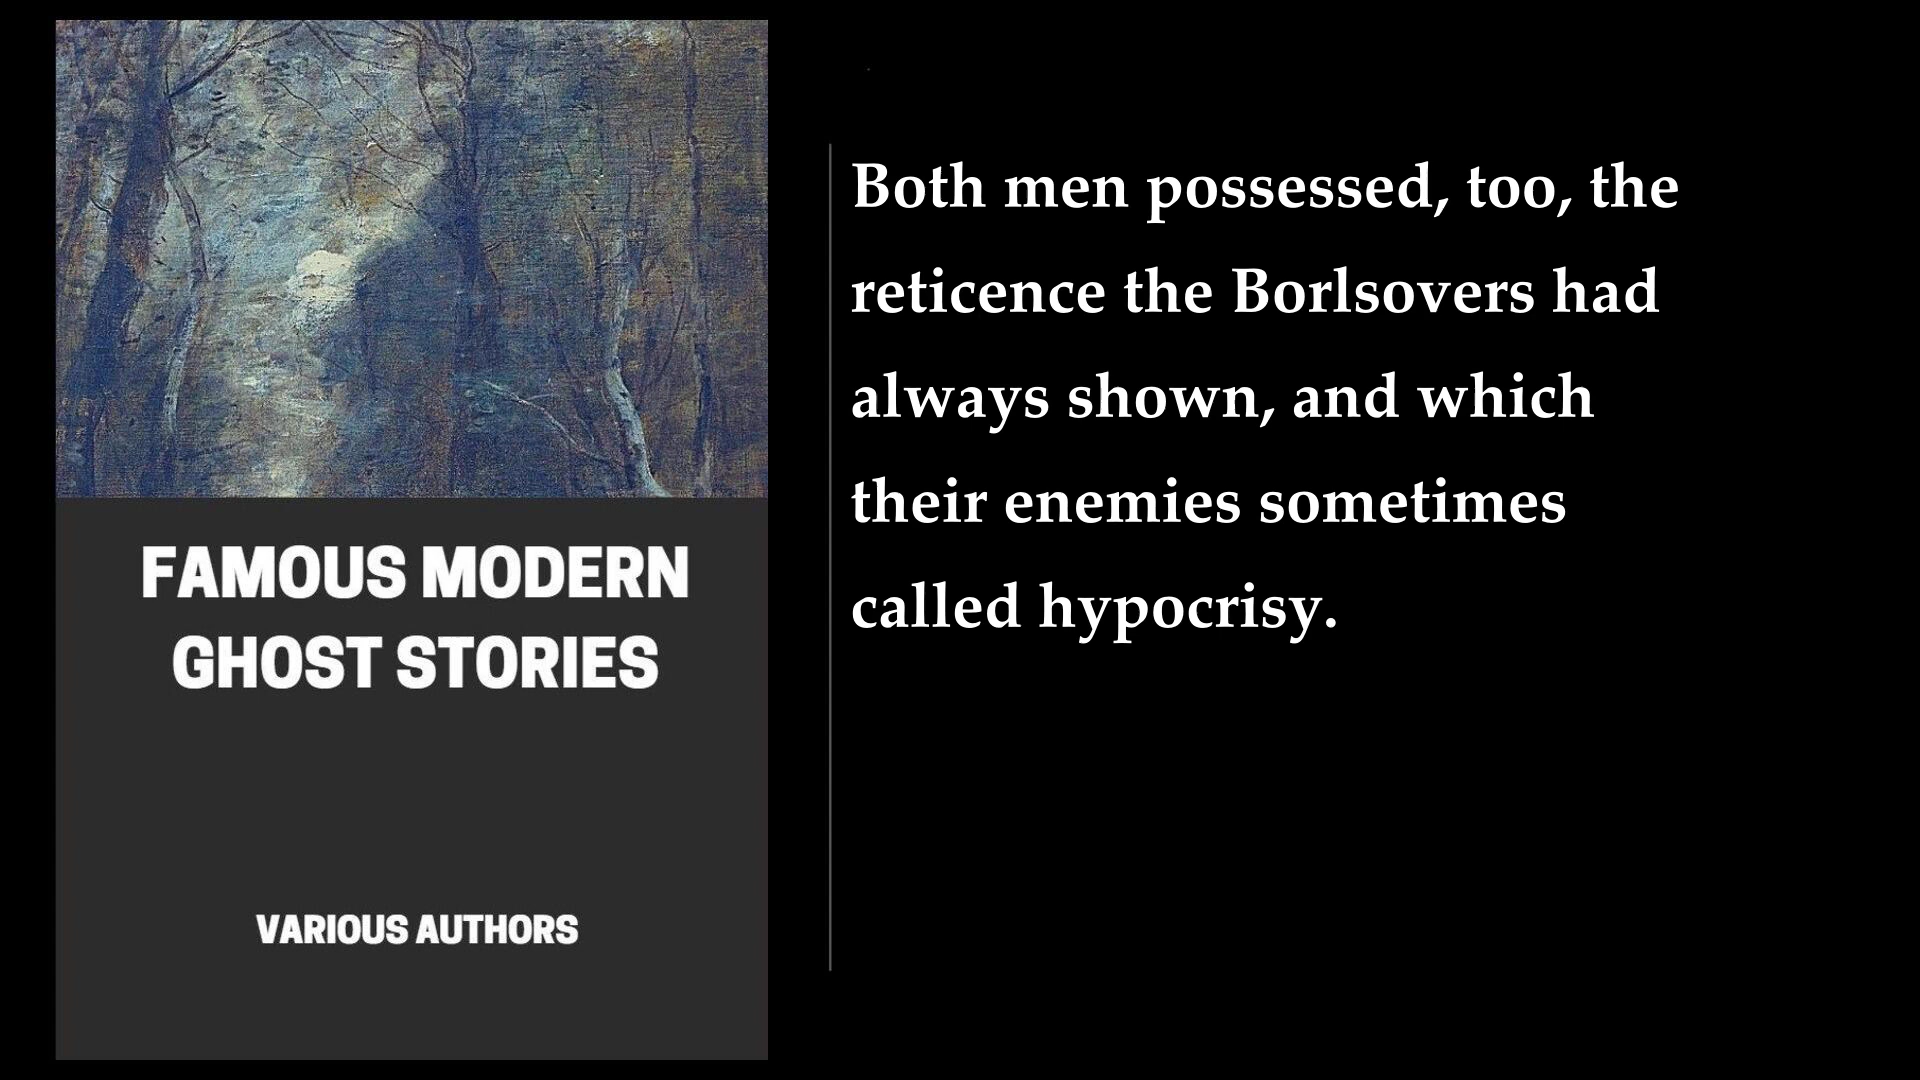 FAMOUS MODERN
GHOST STORIES
VARIOUS AUTHORS
Both men possessed, too, the
reticence the Borlsovers had
always shown, and which
their enemies sometimes
called hypocrisy.